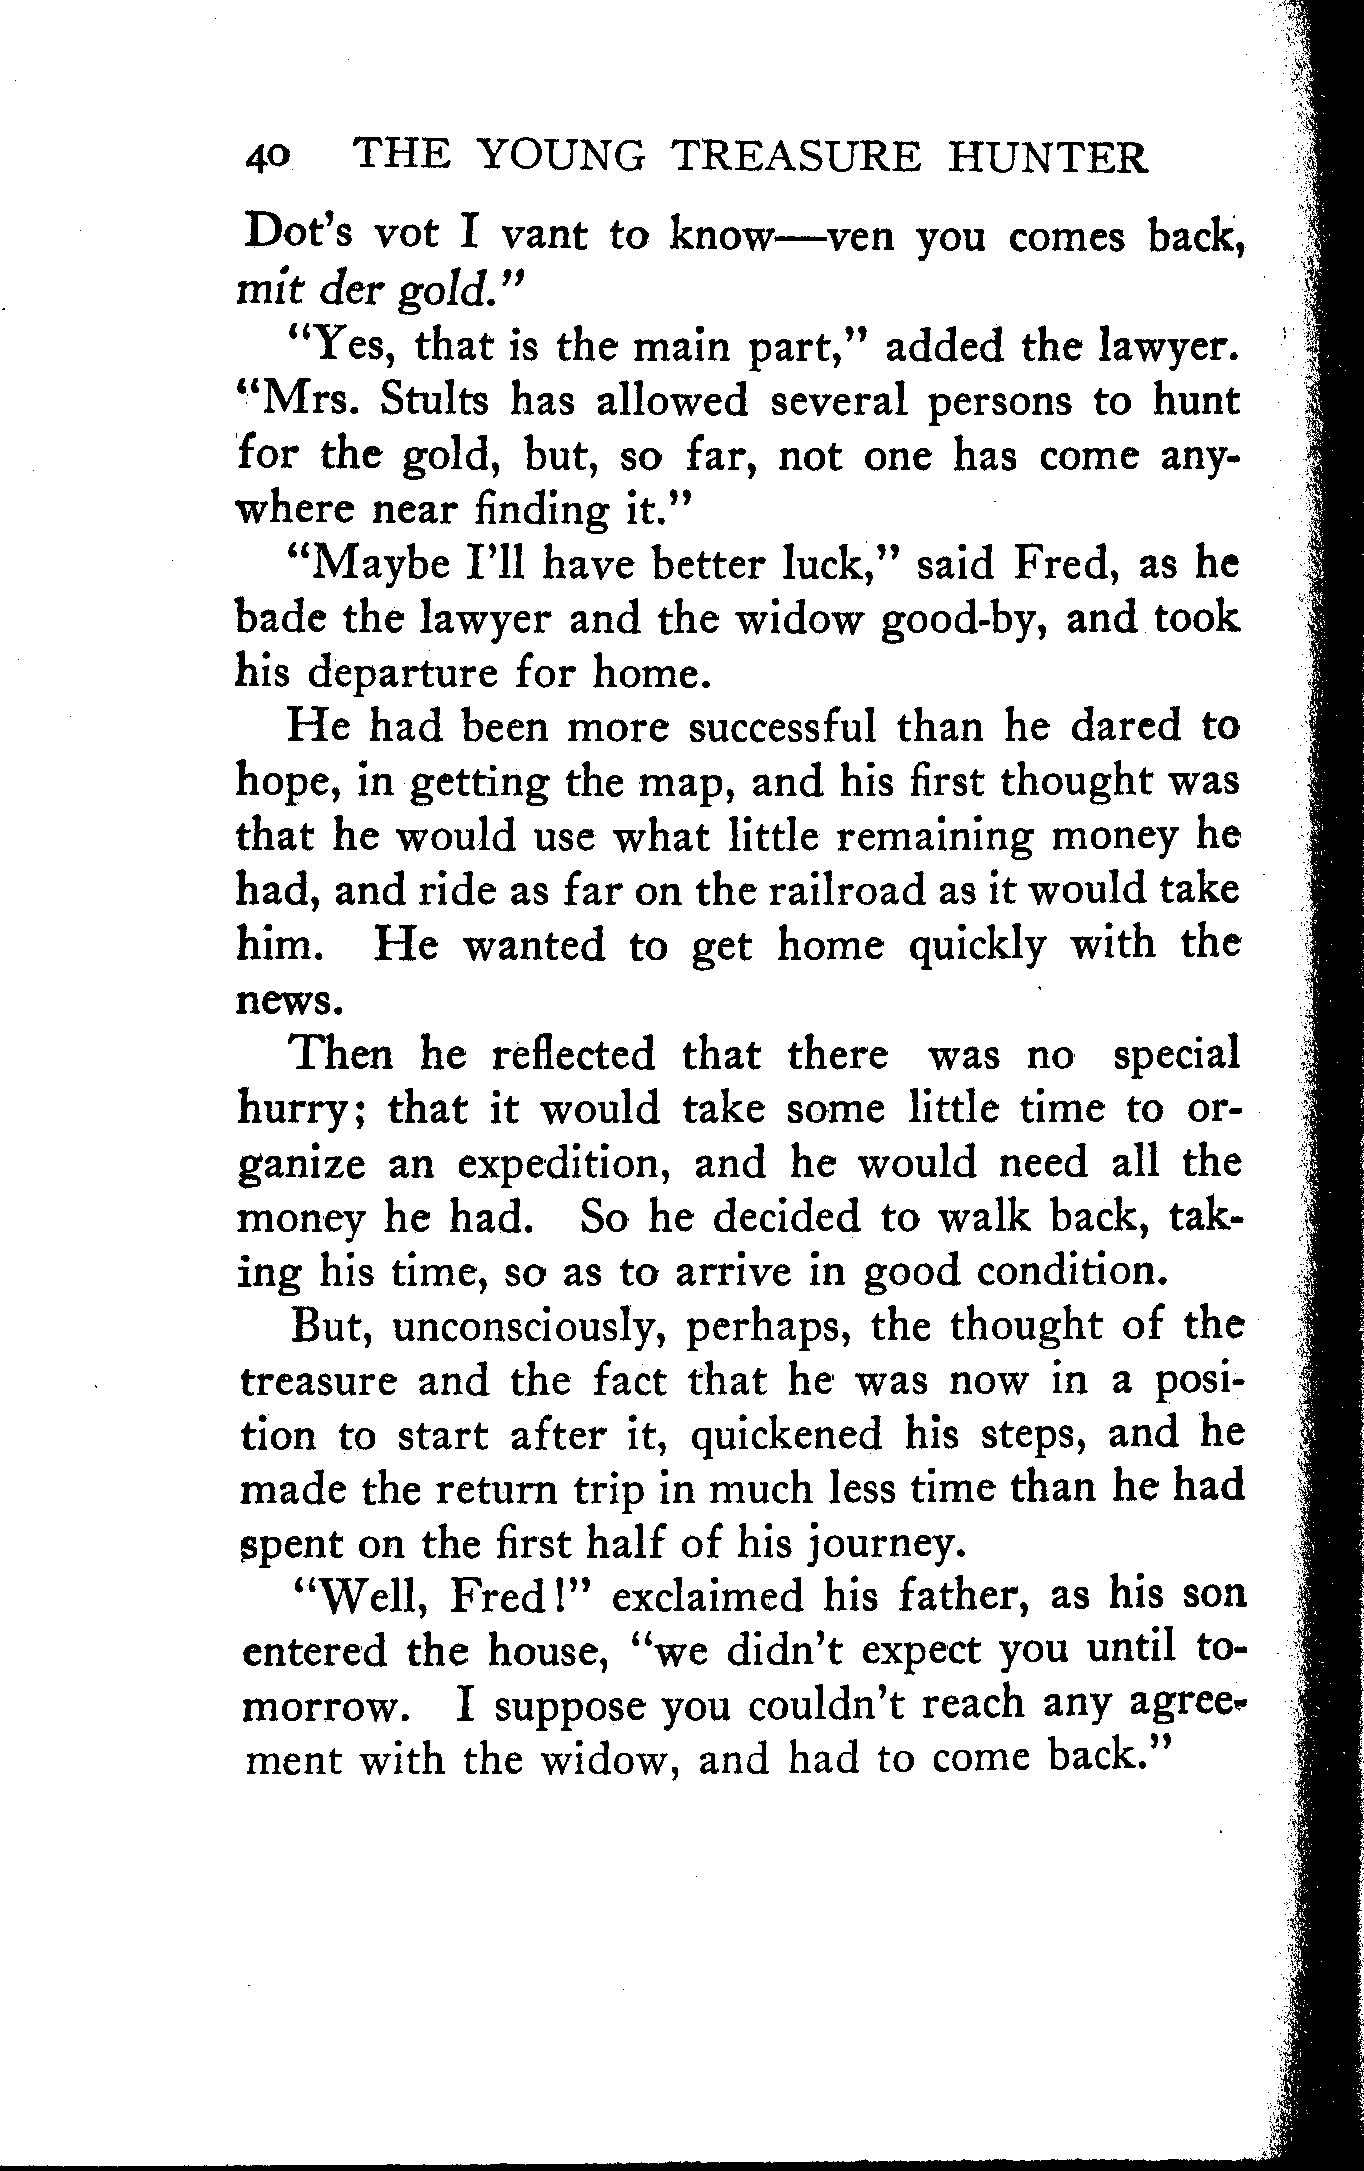 40 THE YOUNG TREASURE HUNTER
Dot's vot I vant to know—ven you comes back,
mit der gold."
"Yes, that is the main part," added the lawyer.
"Mrs. Stults has allowed several persons to hunt
for the gold, but, so far, not one has come any-
where near finding it."
"Maybe I'll have better luck," said Fred, as he
bade the lawyer and the widow good-by, and took
his departure for home.
He had been more successful than he dared to
hope, in getting the map, and his first thought was
that he would use what little remaining money he
had, and ride as far on the railroad as it would take
him. He wanted to get home quickly with the
news.
Then he reflected that there was no special
hurry; that it would take some little time to or-
ganize an expedition, and he would need all the
money he had. So he decided to walk back, tak-
ing his time, so as to arrive in good condition.
But, unconsciously, perhaps, the thought of the
treasure and the fact that he was now in a posi-
tion to start after it, quickened his steps, and he
made the return trip in much less time than he had
spent on the first half of his journey.
"Well, Fred!" exclaimed his father, as his son
entered the house, "we didn't expect you until to-
morrow. I suppose you couldn't reach any agree-
ment with the widow, and had to come back."